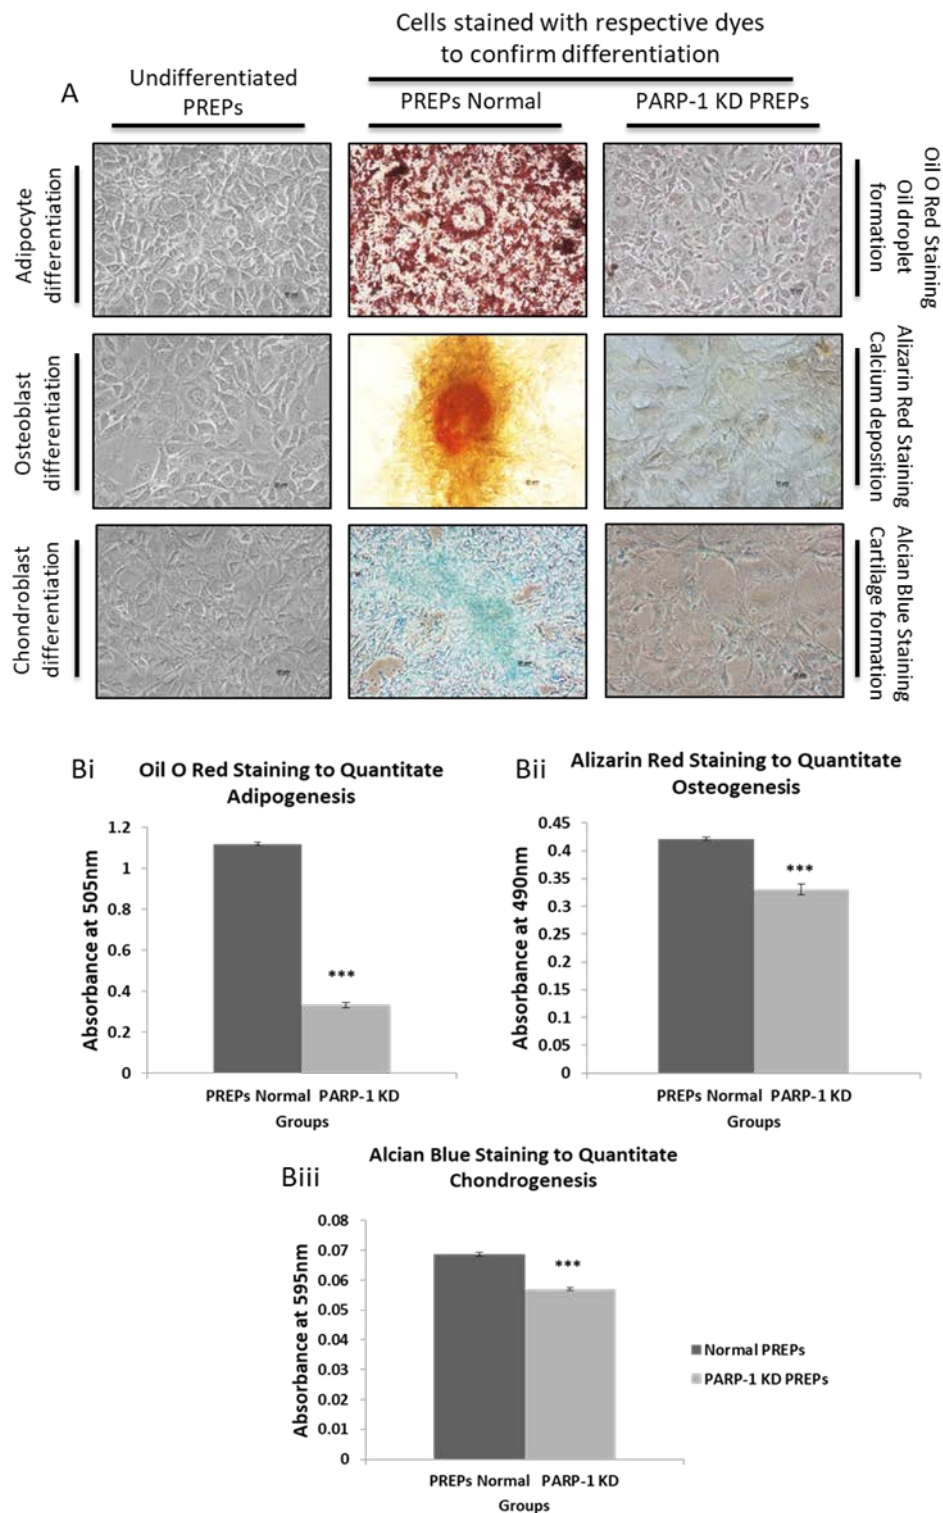 Cells stained with respective dyes
to confirm differentiation
A
Undifferentiated
PREPs
PREPs Normal
PARP-1 KD PREPs
Adipocyte
differentiation
Oil O Red Staining
Oil droplet
formation
Osteoblast
differentiation
Alizarin Red Staining
Calcium deposition
Chondroblast
differentiation
Alcian Blue Staining
Cartilage formation
Bi
Oil O Red Staining to Quantitate
Adipogenesis
Absorbance at 505nm
1.2
1
0.8
0.6
0.4
0.2
0
***
PREPs Normal PARP-1 KD
Groups
Bii
Alizarin Red Staining to Quantitate
Osteogenesis
Absorbance at 490nm
0.45
0.4
0.35
0.3
0.25
0.2
0.15
0.1
0.05
0
***
PREPs Normal PARP-1 KD
Groups
Biii
Alcian Blue Staining to Quantitate
Chondrogenesis
Absorbance at 595nm
0.08
0.07
0.06
0.05
0.04
0.03
0.02
0.01
0
***
PREPs Normal PARP-1 KD
Groups
Normal PREPs
PARP-1 KD PREPs